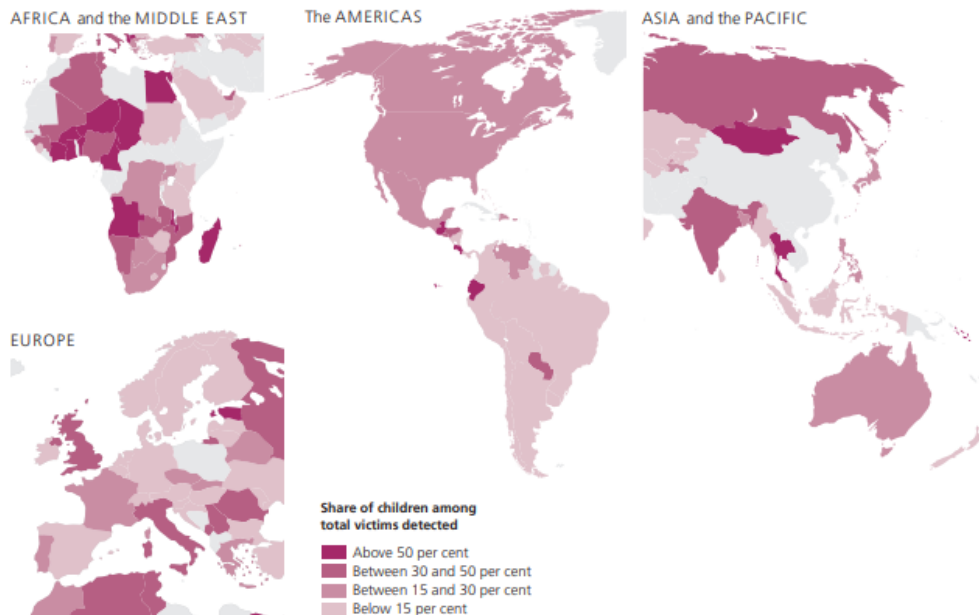 AFRICA and the MIDDLE EAST
The AMERICAS
ASIA and the PACIFIC
EUROPE
Share of children among
total victims detected
Above 50 per cent
Between 30 and 50 per cent
Between 15 and 30 per cent
Below 15 per cent